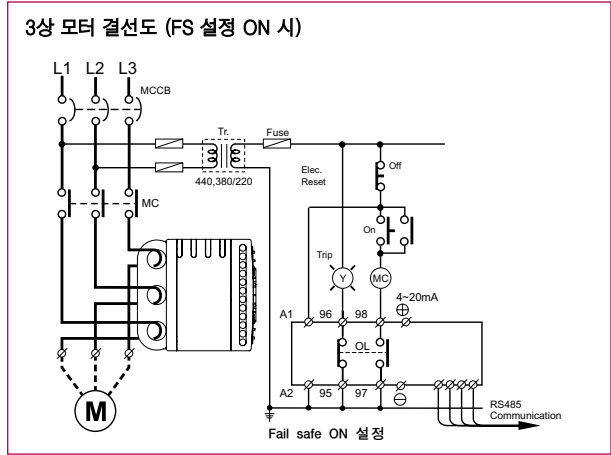 3상 모터 결선도 (FS 설정 ON 시)
L1 L2 L3
MCCB
Tr.
Fuse
440,380/220
Elec.
Reset
Off
MC
On
Trip
Y
MC
4~20mA
A1 96 98
OL
A2 95 97
M
RS485
Communication
Fail safe ON 설정